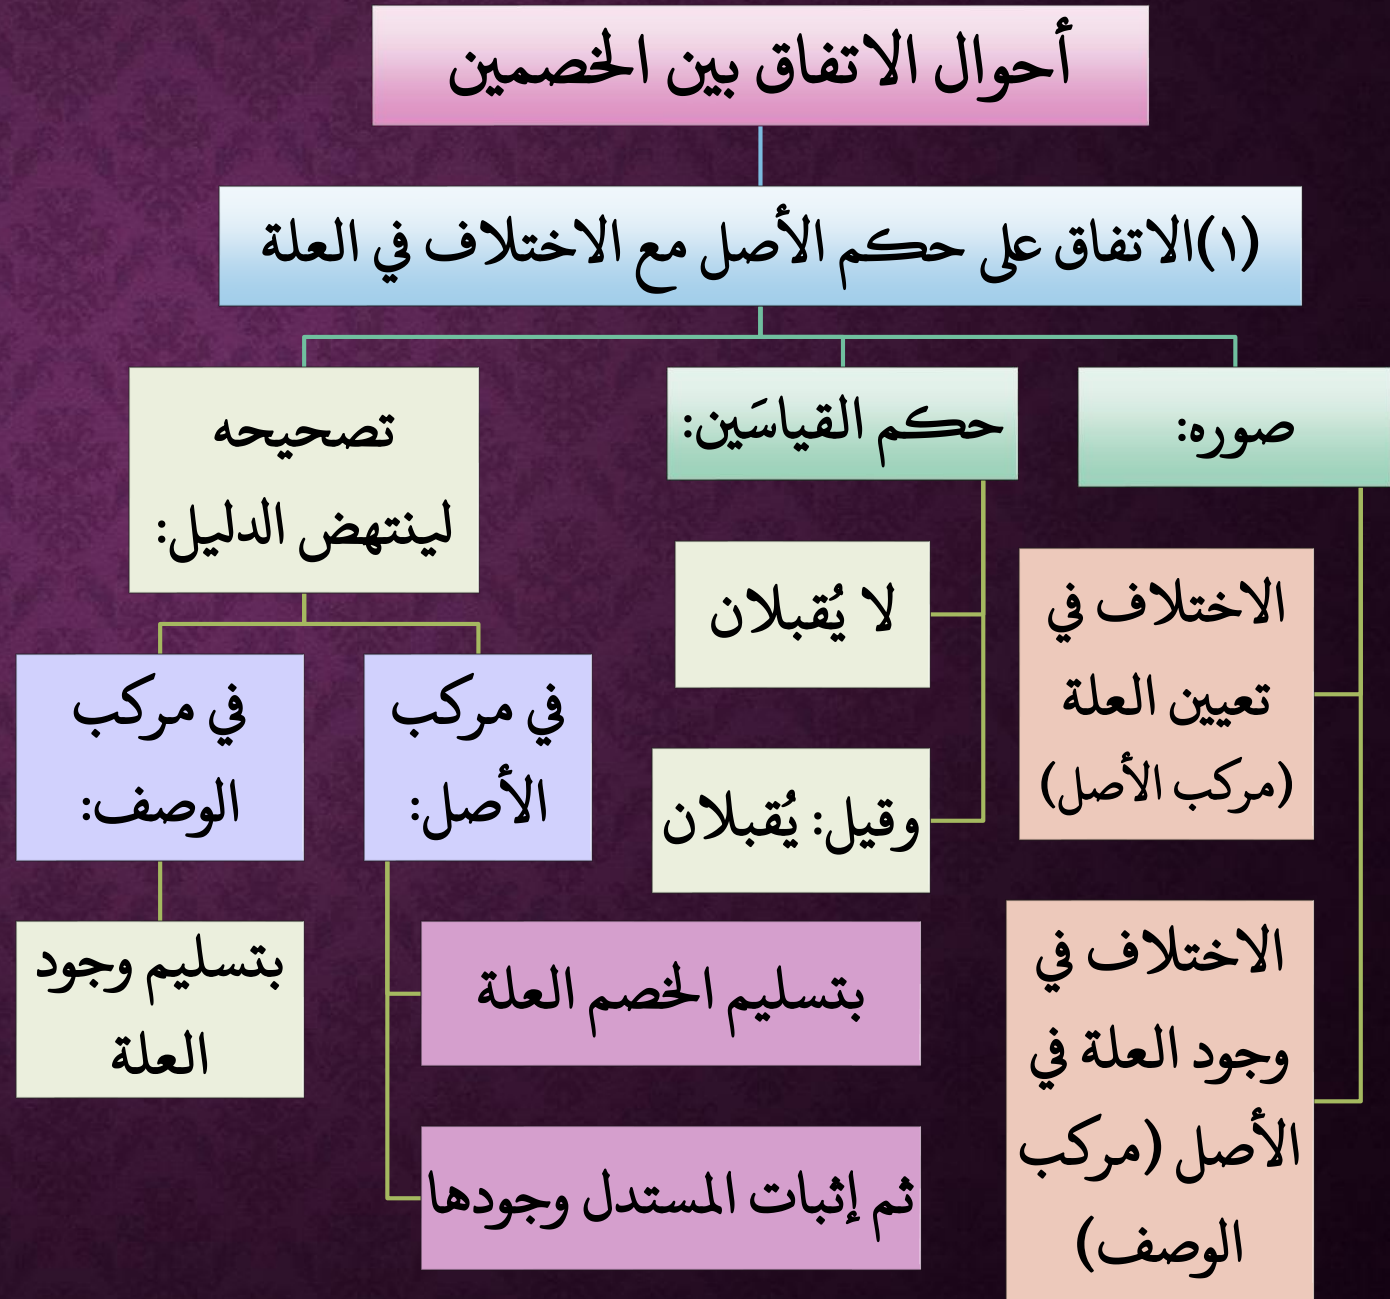 أحوال الاتفاق بين الخصمين
(١)الاتفاق على حكم الأصل مع الاختلاف في العلة
صوره:
الاختلاف في
تعيين العلة
(مركب الأصل)
الاختلاف في
وجود العلة في
الأصل (مركب
الوصف)
حكم القياسَين:
لا يُقبلان
وقيل: يُقبلان
تصحيحه
لينتهض الدليل:
في مركب
الأصل:
بتسليم الخصم العلة
ثم إثبات المستدل وجودها
في مركب
الوصف:
بتسليم وجود
العلة